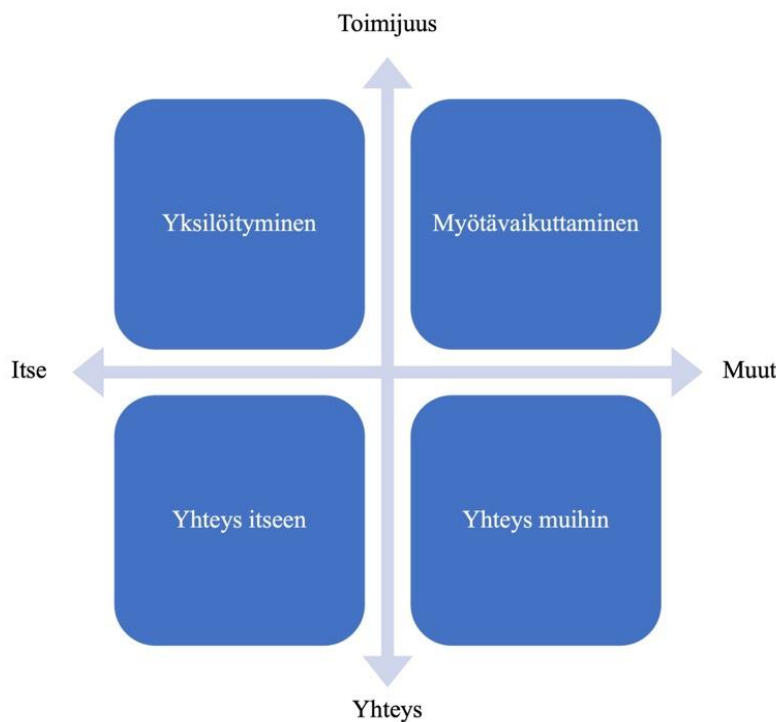 Toimijuus
Yksilöityminen
Myötävaikuttaminen
Itse
Muut
Yhteys itseen
Yhteys muihin
Yhteys